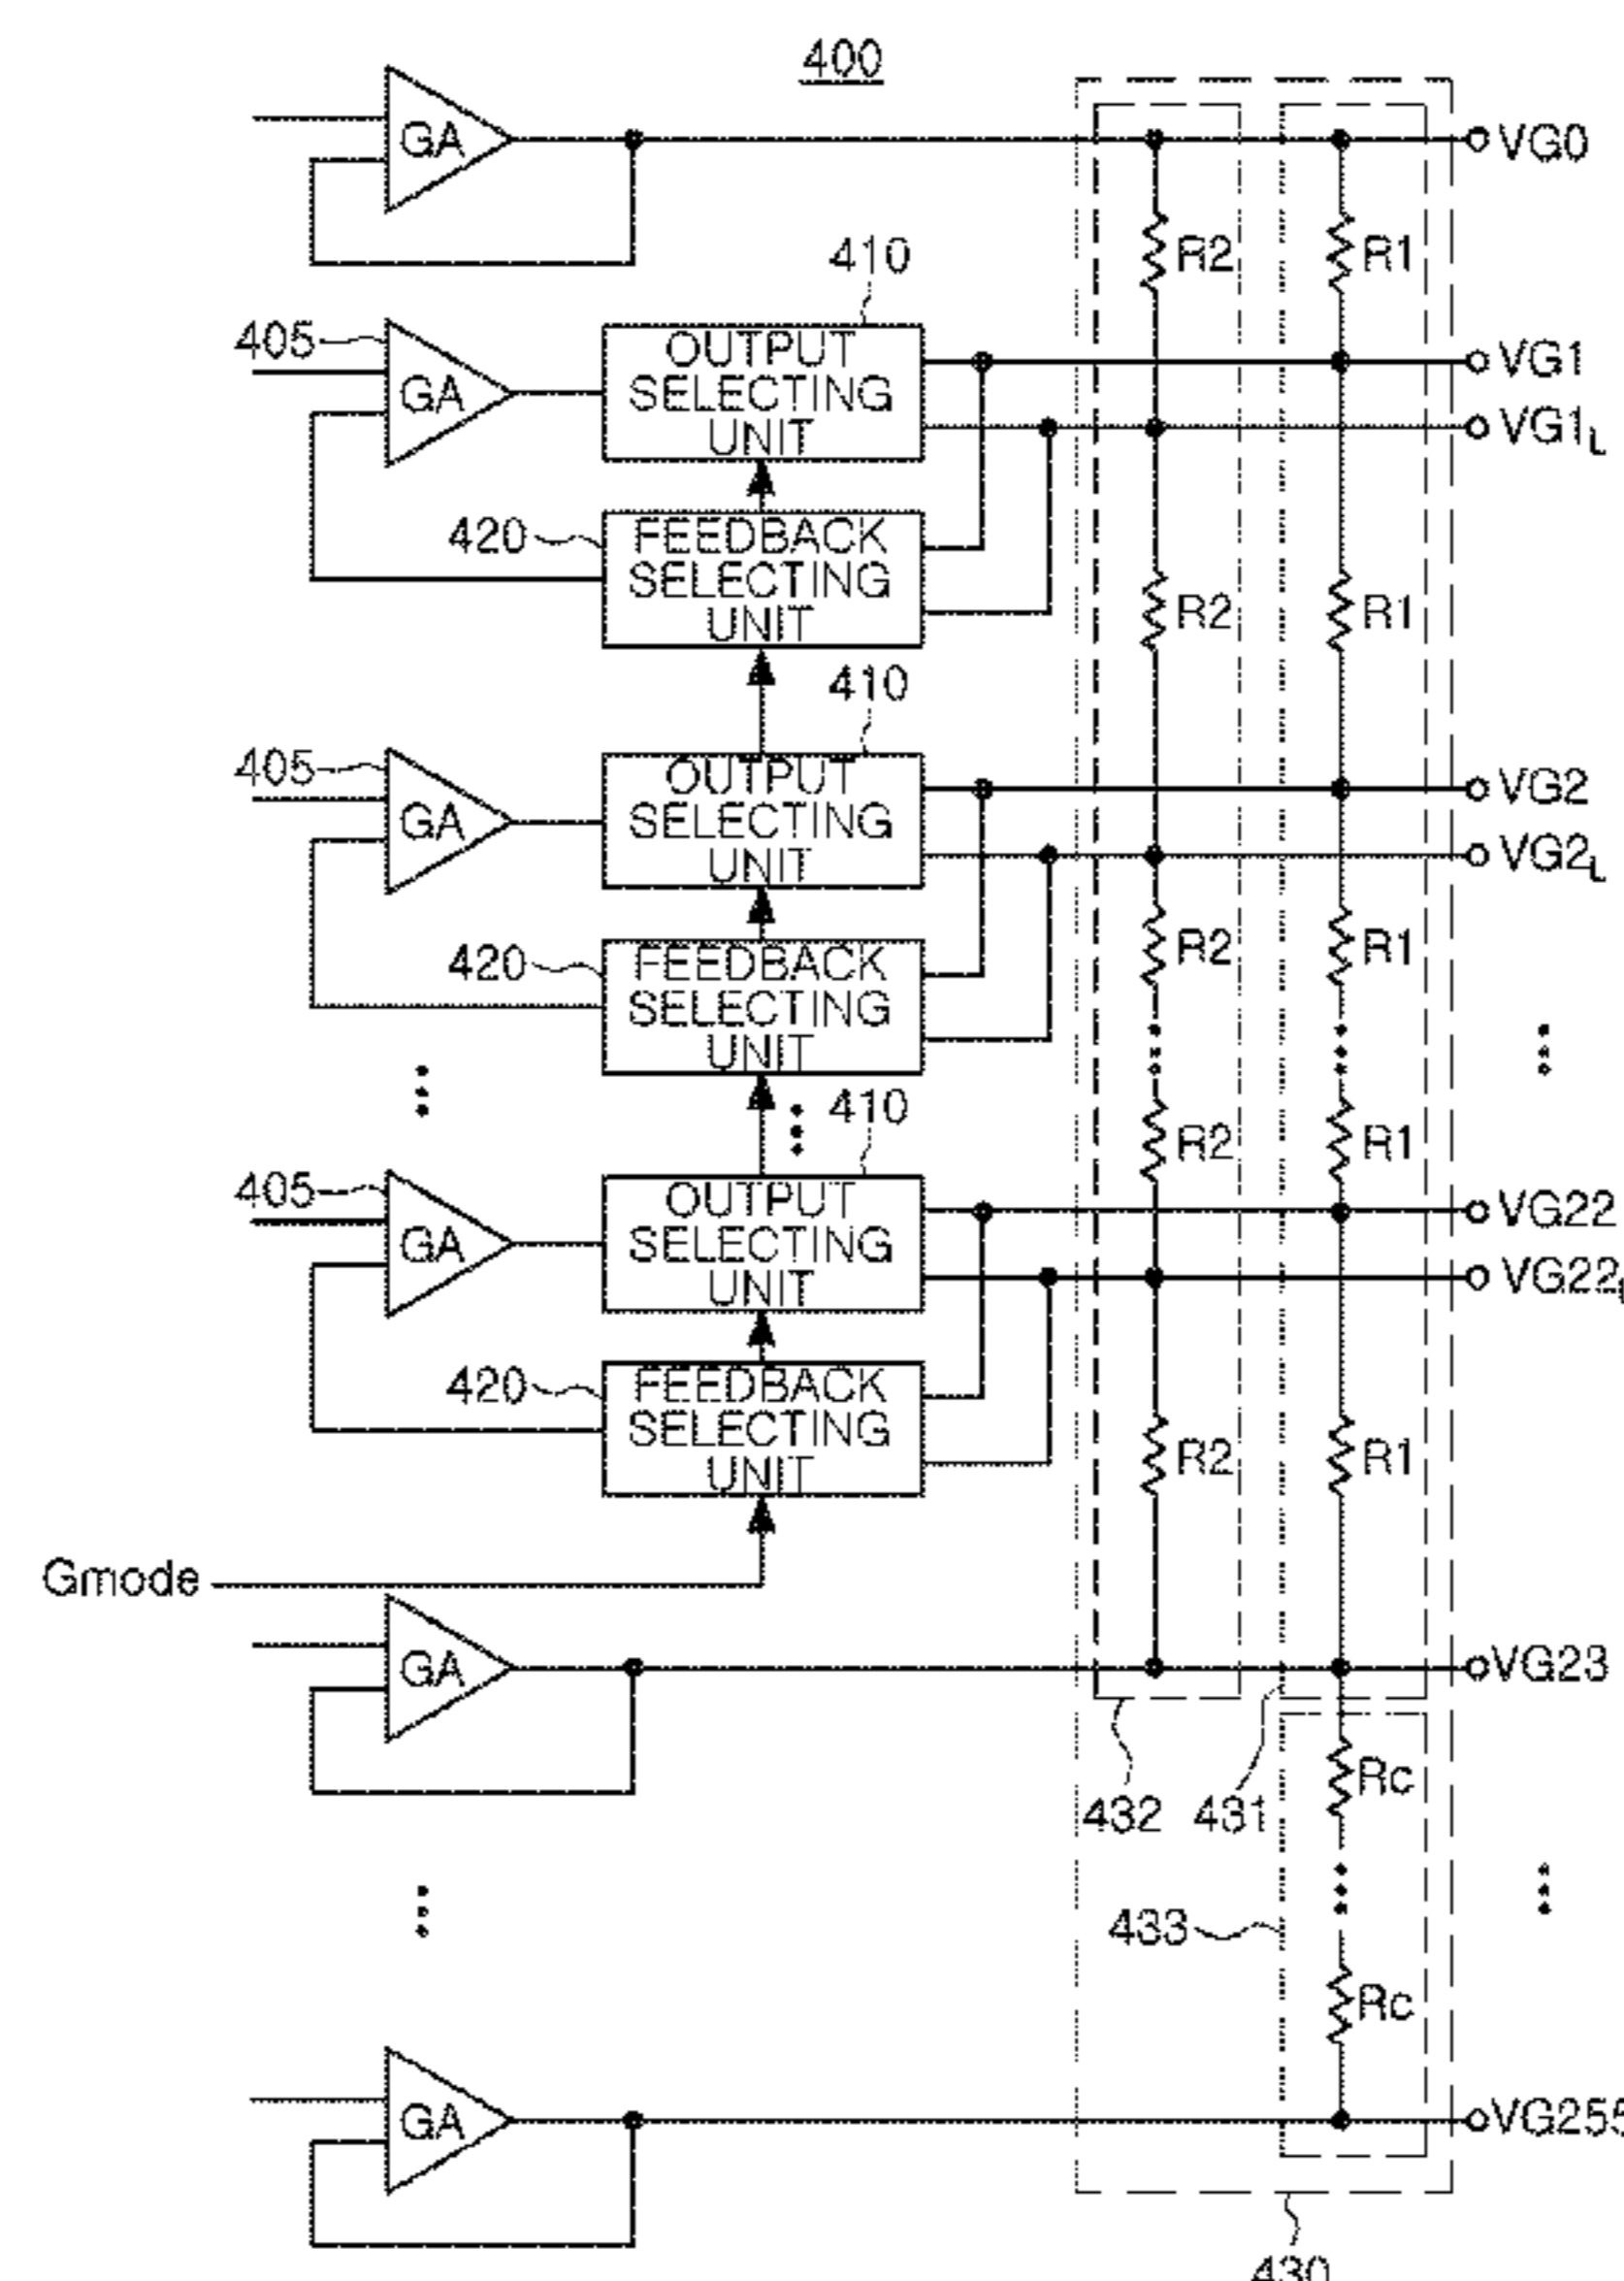 400
GA
VG0
R2
R1
410
405
GA
OUTPUT
SELECTING
UNIT
VG1
VG1L
420
FEEDBACK
SELECTING
UNIT
R2
R1
410
405
GA
OUTPUT
SELECTING
UNIT
VG2
VG2L
420
FEEDBACK
SELECTING
UNIT
R2
R1
410
R2
R1
405
GA
OUTPUT
SELECTING
UNIT
VG22
VG22L
420
FEEDBACK
SELECTING
UNIT
R2
R1
Gmode
GA
VG23
Rc
432
431
433
Rc
GA
VG255
430